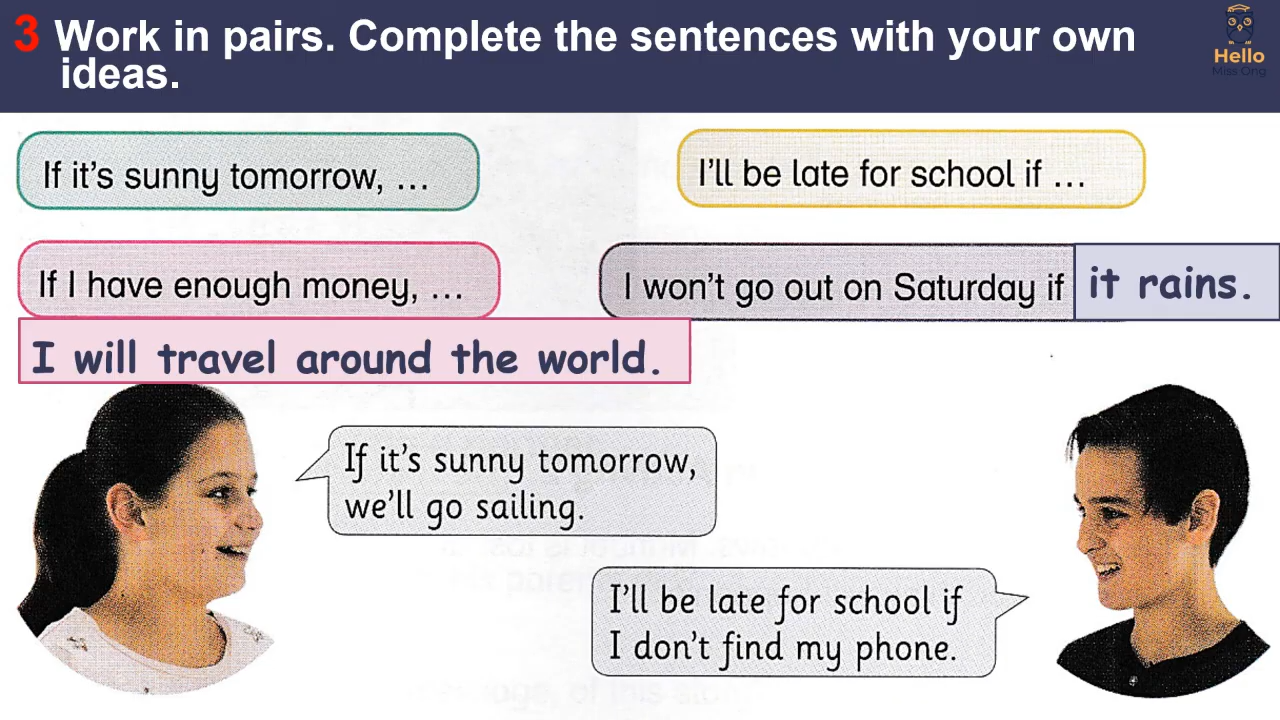 3 Work in pairs. Complete the sentences with your own
ideas.
Hello
Miss Ong
If it's sunny tomorrow, ...
I'll be late for school if ...
If I have enough money, ...
I won't go out on Saturday if
it rains.
I will travel around the world.
If it's sunny tomorrow,
we'll go sailing.
I'll be late for school if
I don't find my phone.